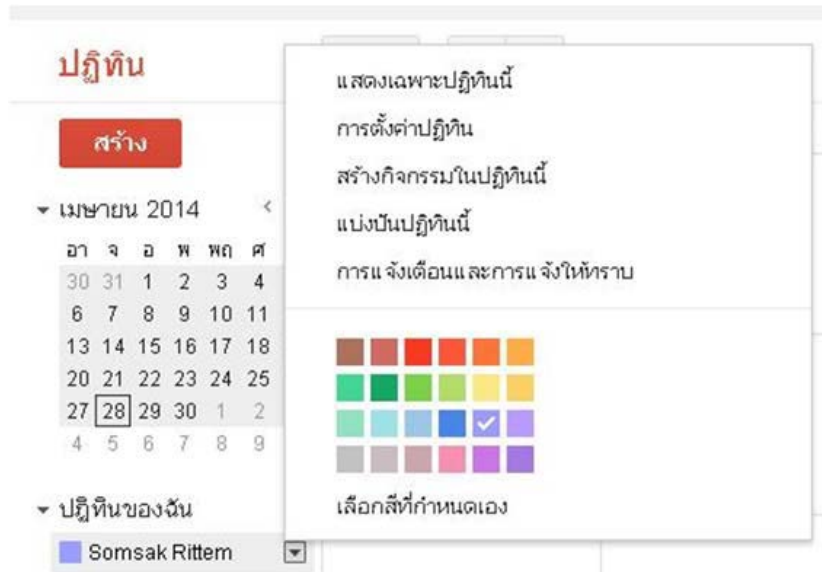 ปฏิทิน
สร้าง
เมษายน 2014 <
อา จ อ พ พฤ ศ
30 31 1 2 3 4
6 7 8 9 10 11
13 14 15 16 17 18
20 21 22 23 24 25
27 28 29 30 1 2
4 5 6 7 8 9
ปฏิทินของฉัน
Somsak Rittem
แสดงเฉพาะปฏิทินนี้
การตั้งค่าปฏิทิน
สร้างกิจกรรมในปฏิทินนี้
แบ่งปันปฏิทินนี้
การแจ้งเตือนและการแจ้งให้ทราบ
เลือกสีที่กำหนดเอง